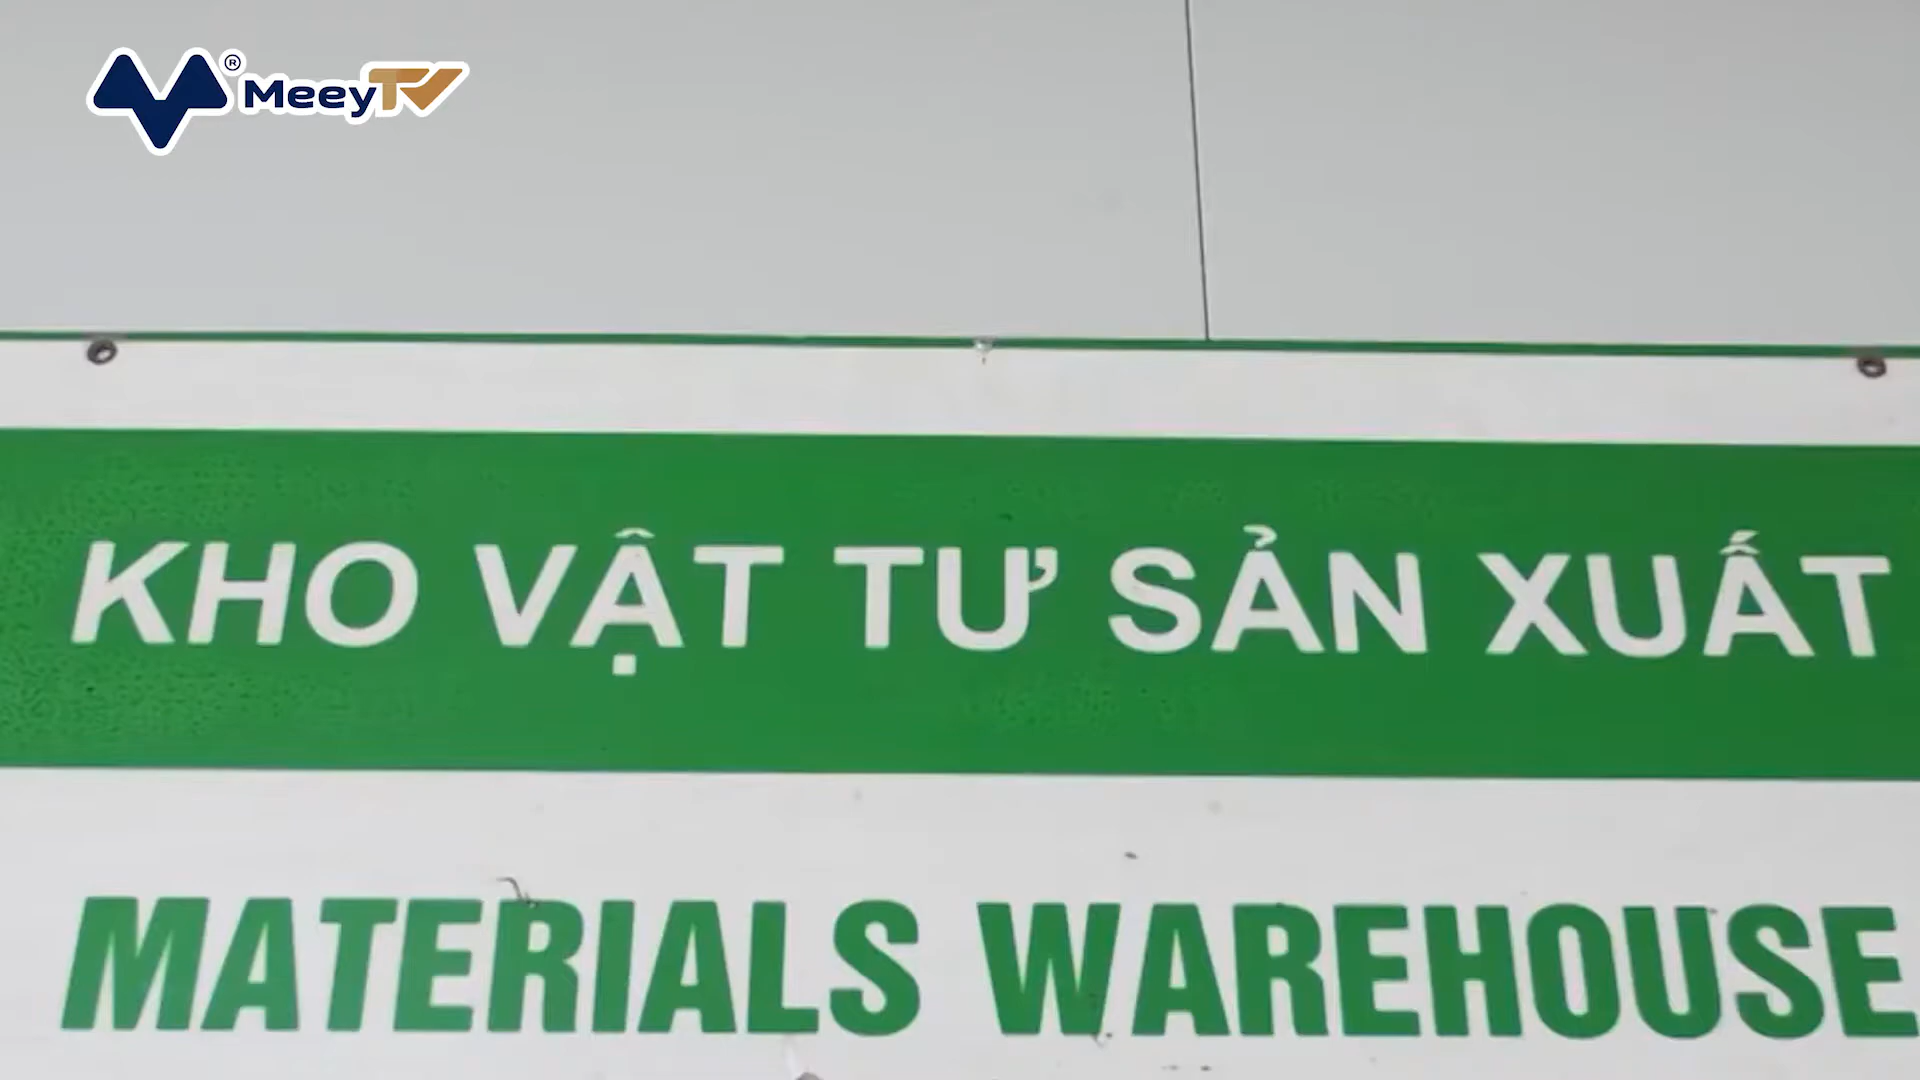 MeeyTV
KHO VẬT TƯ SẢN XUẤT
MATERIALS WAREHOUSE